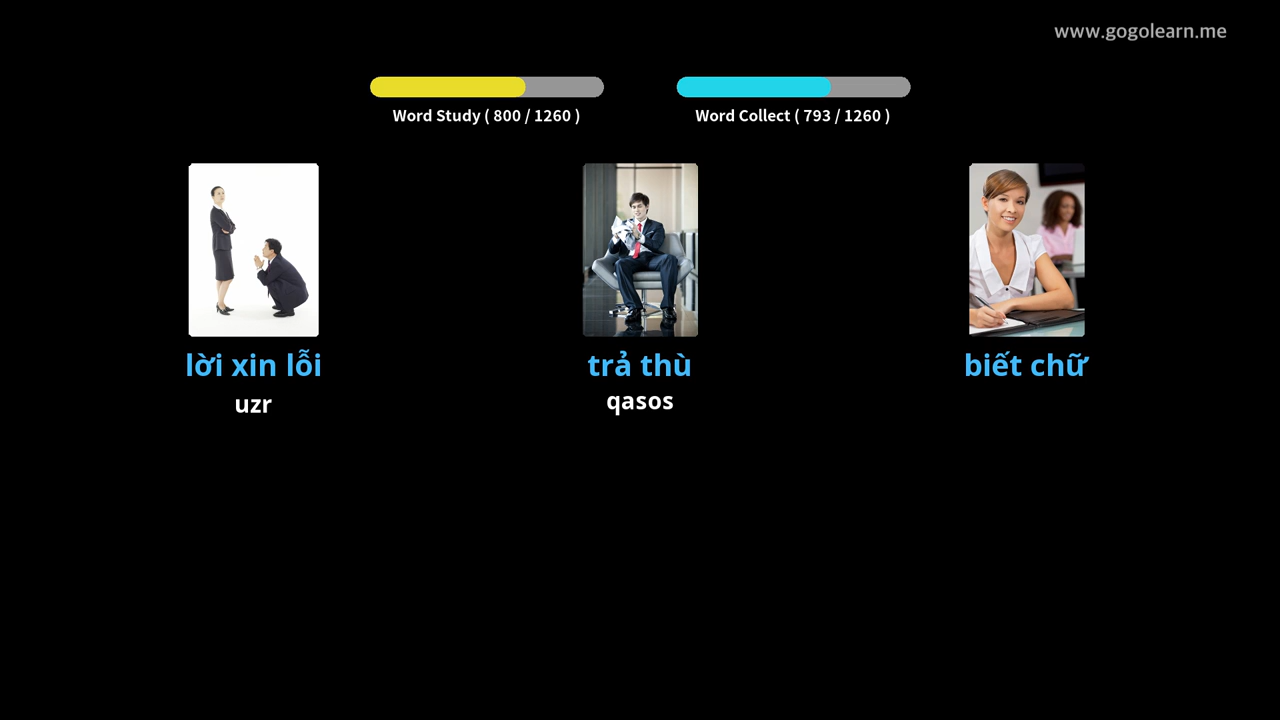 www.gogolearn.me
Word Study ( 800 / 1260 )
Word Collect ( 793 / 1260 )
lời xin lỗi
uzr
trả thù
qasos
biết chữ